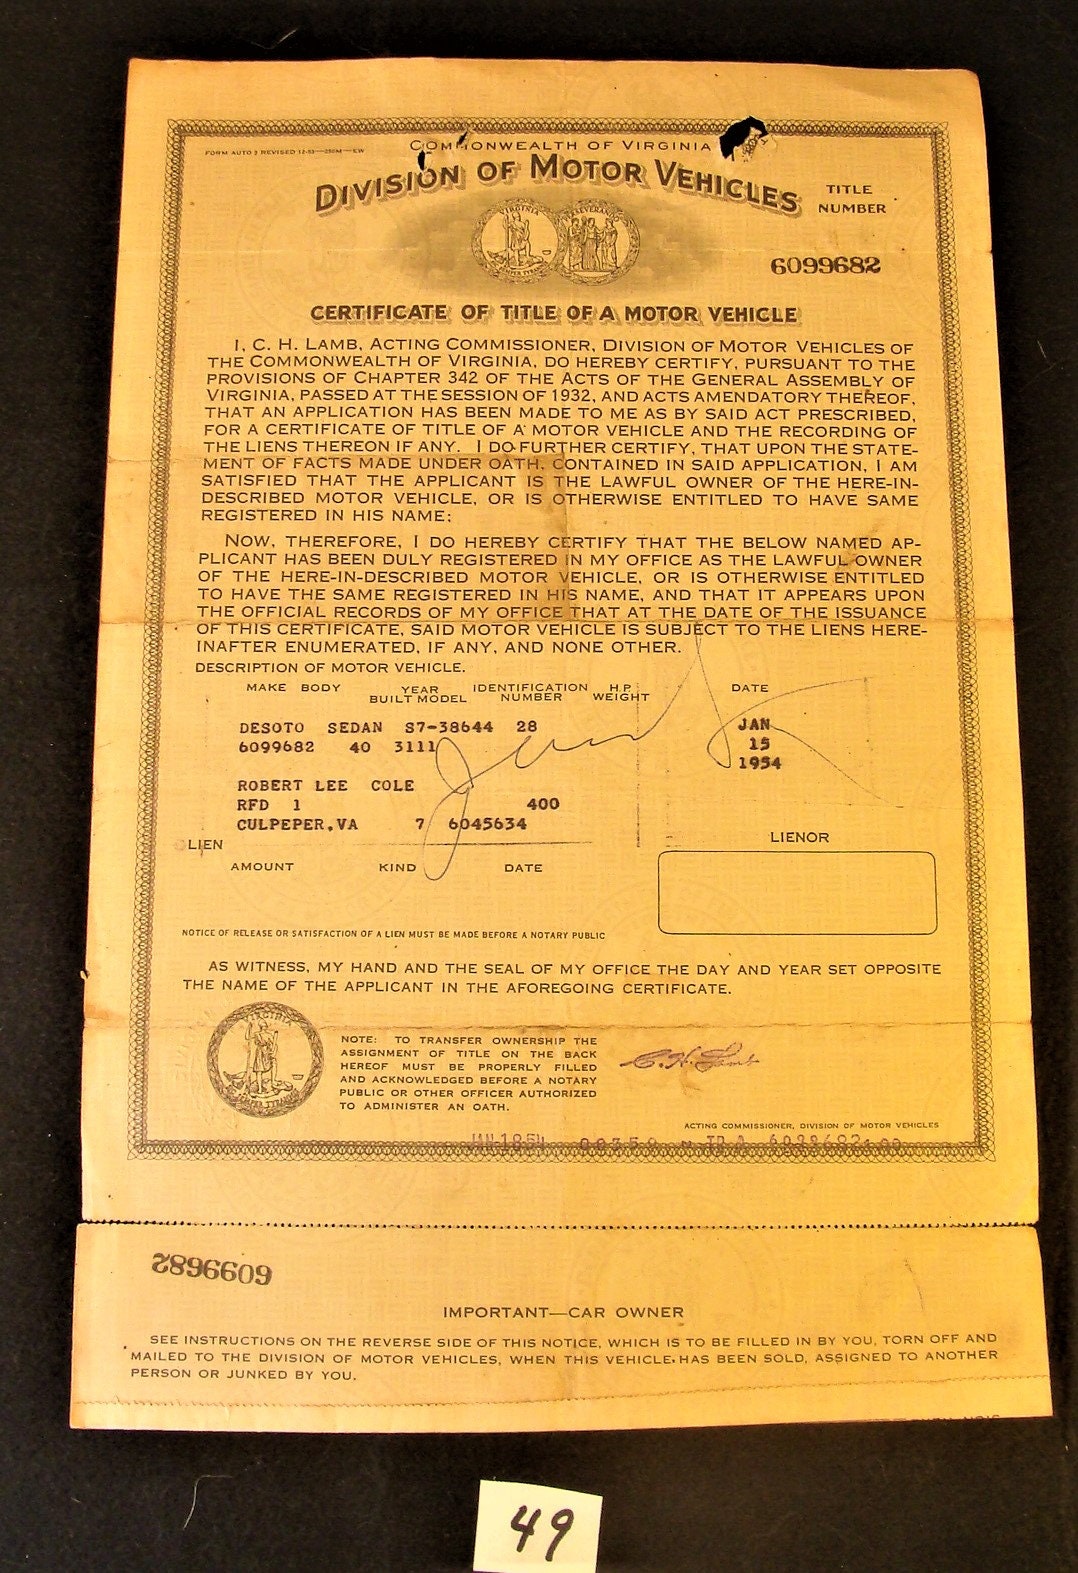 FORM AUTO 3 REVISED 12-53—250M—EW
COMMONWEALTH OF VIRGINIA
DIVISION OF MOTOR VEHICLES
TITLE
NUMBER
VIRGINIA
PERSEVERANDO
6099682
CERTIFICATE OF TITLE OF A MOTOR VEHICLE
I, C. H. LAMB, ACTING COMMISSIONER, DIVISION OF MOTOR VEHICLES OF
THE COMMONWEALTH OF VIRGINIA, DO HEREBY CERTIFY, PURSUANT TO THE
PROVISIONS OF CHAPTER 342 OF THE ACTS OF THE GENERAL ASSEMBLY OF
VIRGINIA, PASSED AT THE SESSION OF 1932, AND ACTS AMENDATORY THEREOF,
THAT AN APPLICATION HAS BEEN MADE TO ME AS BY SAID ACT PRESCRIBED,
FOR A CERTIFICATE OF TITLE OF A MOTOR VEHICLE AND THE RECORDING OF
THE LIENS THEREON IF ANY. I DO FURTHER CERTIFY, THAT UPON THE STATE-
MENT OF FACTS MADE UNDER OATH, CONTAINED IN SAID APPLICATION, I AM
SATISFIED THAT THE APPLICANT IS THE LAWFUL OWNER OF THE HERE-IN-
DESCRIBED MOTOR VEHICLE, OR IS OTHERWISE ENTITLED TO HAVE SAME
REGISTERED IN HIS NAME;
NOW, THEREFORE, I DO HEREBY CERTIFY THAT THE BELOW NAMED AP-
PLICANT HAS BEEN DULY REGISTERED IN MY OFFICE AS THE LAWFUL OWNER
OF THE HERE-IN-DESCRIBED MOTOR VEHICLE, OR IS OTHERWISE ENTITLED
TO HAVE THE SAME REGISTERED IN HIS NAME, AND THAT IT APPEARS UPON
THE OFFICIAL RECORDS OF MY OFFICE THAT AT THE DATE OF THE ISSUANCE
OF THIS CERTIFICATE, SAID MOTOR VEHICLE IS SUBJECT TO THE LIENS HERE-
INAFTER ENUMERATED, IF ANY, AND NONE OTHER.
DESCRIPTION OF MOTOR VEHICLE.
MAKE BODY YEAR BUILT MODEL IDENTIFICATION NUMBER H.P. WEIGHT DATE
DESOTO SEDAN S7-38644 28 JAN
6099682 40 3111 15
1954
ROBERT LEE COLE
RFD 1 400
CULPEPER,VA 7 6045634
LIEN
LIENOR
AMOUNT KIND DATE
NOTICE OF RELEASE OR SATISFACTION OF A LIEN MUST BE MADE BEFORE A NOTARY PUBLIC
AS WITNESS, MY HAND AND THE SEAL OF MY OFFICE THE DAY AND YEAR SET OPPOSITE
THE NAME OF THE APPLICANT IN THE AFOREGOING CERTIFICATE.
VIRGINIA
SIC SEMPER TYRANNIS
NOTE: TO TRANSFER OWNERSHIP THE
ASSIGNMENT OF TITLE ON THE BACK
HEREOF MUST BE PROPERLY FILLED
AND ACKNOWLEDGED BEFORE A NOTARY
PUBLIC OR OTHER OFFICER AUTHORIZED
TO ADMINISTER AN OATH.
C. H. Lamb
ACTING COMMISSIONER, DIVISION OF MOTOR VEHICLES
6099682
IMPORTANT—CAR OWNER
SEE INSTRUCTIONS ON THE REVERSE SIDE OF THIS NOTICE, WHICH IS TO BE FILLED IN BY YOU, TORN OFF AND
MAILED TO THE DIVISION OF MOTOR VEHICLES, WHEN THIS VEHICLE HAS BEEN SOLD, ASSIGNED TO ANOTHER
PERSON OR JUNKED BY YOU.
49